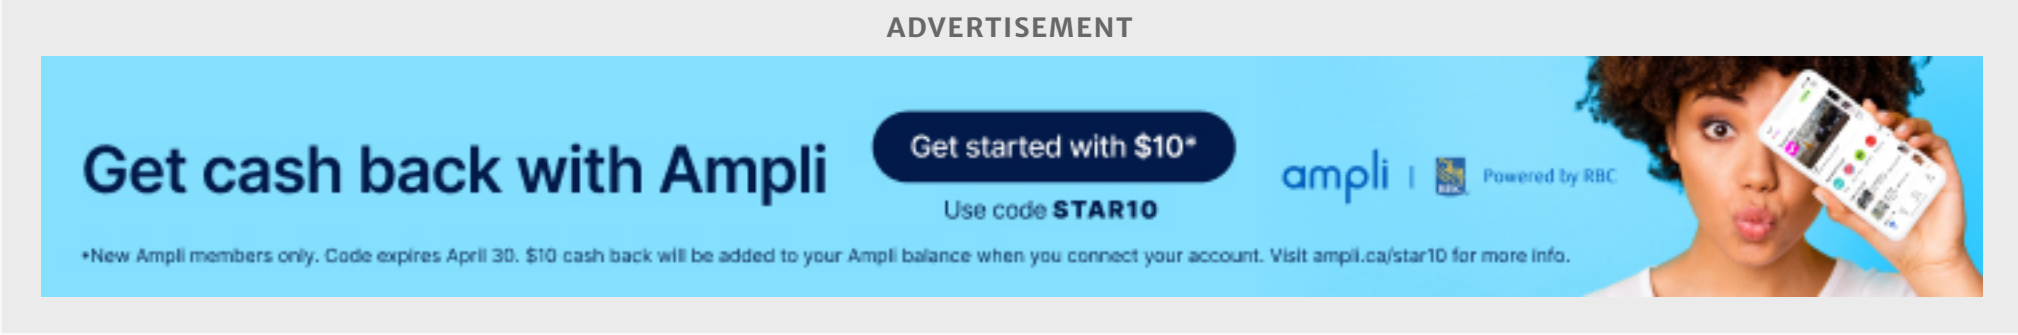 ADVERTISEMENT
Get cash back with Ampli
Get started with $10*
Use code STAR10
ampli | RBC Powered by RBC
*New Ampli members only. Code expires April 30. $10 cash back will be added to your Ampli balance when you connect your account. Visit ampli.ca/star10 for more info.